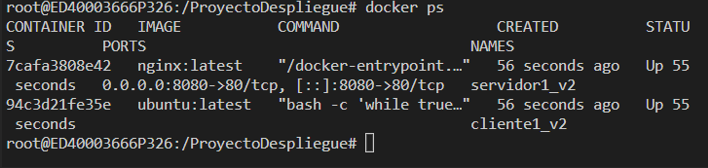 root@ED40003666P326:/ProyectoDespliegue# docker ps
CONTAINER ID   IMAGE           COMMAND                  CREATED          STATU
S          PORTS                                     NAMES
7cafa3808e42   nginx:latest    "/docker-entrypoint.…"   56 seconds ago   Up 55
 seconds   0.0.0.0:8080->80/tcp, [::]:8080->80/tcp   servidor1_v2
94c3d21fe35e   ubuntu:latest   "bash -c 'while true…"   56 seconds ago   Up 55
 seconds                                             cliente1_v2
root@ED40003666P326:/ProyectoDespliegue#